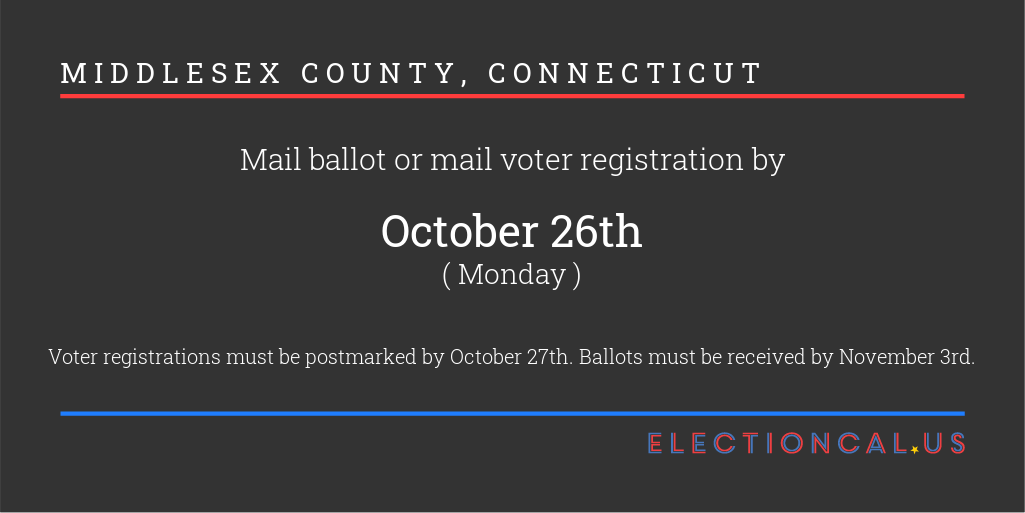 MIDDLESEX COUNTY, CONNECTICUT
Mail ballot or mail voter registration by
October 26th
( Monday )
Voter registrations must be postmarked by October 27th. Ballots must be received by November 3rd.
ELECTIONCAL.US